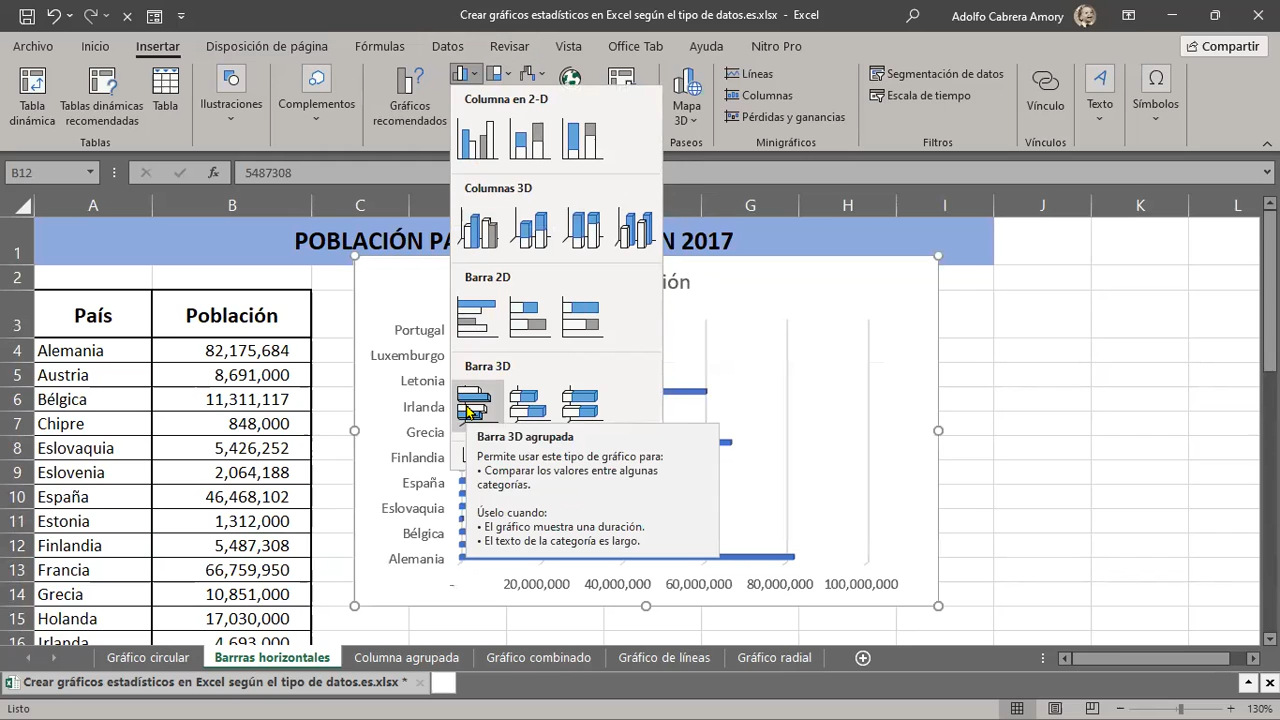 Crear gráficos estadísticos en Excel según el tipo de datos.es.xlsx - Excel
Adolfo Cabrera Amory
Archivo
Inicio
Insertar
Disposición de página
Fórmulas
Datos
Revisar
Vista
Office Tab
Ayuda
Nitro Pro
Compartir
Tabla dinámica
Tablas dinámicas recomendadas
Tabla
Ilustraciones
Complementos
Gráficos recomendados
Mapa 3D
Líneas
Columnas
Pérdidas y ganancias
Segmentación de datos
Escala de tiempo
Vínculo
Texto
Símbolos
Tablas
Paseos
Minigráficos
Filtros
Vínculos
B12
fx
5487308
A B C G H I J K L
Columna en 2-D
Columnas 3D
Barra 2D
Barra 3D
Barra 3D agrupada
Permite usar este tipo de gráfico para:
• Comparar los valores entre algunas
categorías.
Úselo cuando:
• El gráfico muestra una duración.
• El texto de la categoría es largo.
1 POBLACIÓN N 2017
2
3 País Población
4 Alemania 82,175,684
5 Austria 8,691,000
6 Bélgica 11,311,117
7 Chipre 848,000
8 Eslovaquia 5,426,252
9 Eslovenia 2,064,188
10 España 46,468,102
11 Estonia 1,312,000
12 Finlandia 5,487,308
13 Francia 66,759,950
14 Grecia 10,851,000
15 Holanda 17,030,000
16 Irlanda 4,693,000
ión
Portugal
Luxemburgo
Letonia
Irlanda
Grecia
Finlandia
España
Eslovaquia
Bélgica
Alemania
- 20,000,000 40,000,000 60,000,000 80,000,000 100,000,000
Gráfico circular
Barrras horizontales
Columna agrupada
Gráfico combinado
Gráfico de líneas
Gráfico radial
Crear gráficos estadísticos en Excel según el tipo de datos.es.xlsx *
Listo
130%